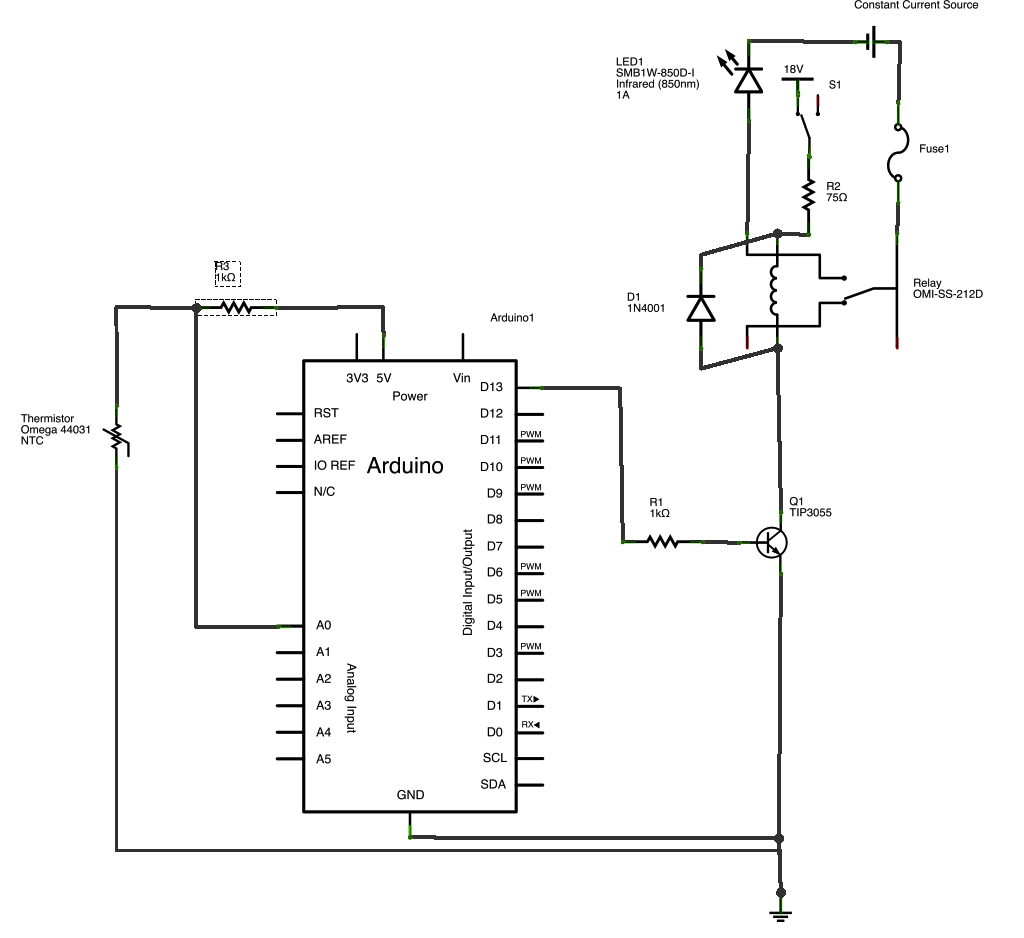 Constant Current Source
LED1
SMB1W-850D-I
Infrared (850nm)
1A
18V
S1
Fuse1
R2
75Ω
R3
1kΩ
D1
1N4001
Relay
OMI-SS-212D
Arduino1
3V3 5V Vin
Power
Thermistor
Omega 44031
NTC
RST
AREF
IO REF
N/C
Arduino
D13
D12
D11 PWM
D10 PWM
D9 PWM
D8
D7
D6 PWM
D5 PWM
D4
D3 PWM
D2
D1 TX▶
D0 RX◀
SCL
SDA
Digital Input/Output
R1
1kΩ
Q1
TIP3055
A0
A1
A2
A3
A4
A5
Analog Input
GND